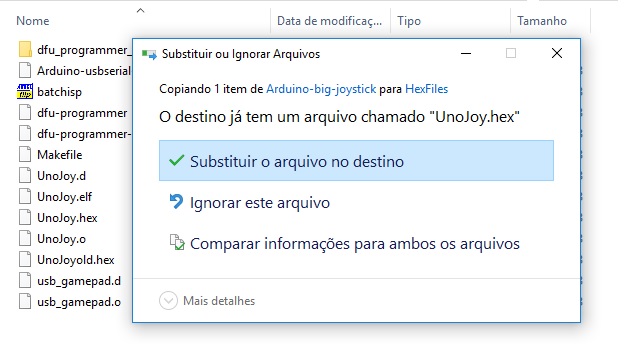 Nome Data de modificaç... Tipo Tamanho
dfu_programmer_
Arduino-usbserial
batchisp
dfu-programmer
dfu-programmer-
Makefile
UnoJoy.d
UnoJoy.elf
UnoJoy.hex
UnoJoy.o
UnoJoyold.hex
usb_gamepad.d
usb_gamepad.o
Substituir ou Ignorar Arquivos
Copiando 1 item de Arduino-big-joystick para HexFiles
O destino já tem um arquivo chamado "UnoJoy.hex"
Substituir o arquivo no destino
Ignorar este arquivo
Comparar informações para ambos os arquivos
Mais detalhes